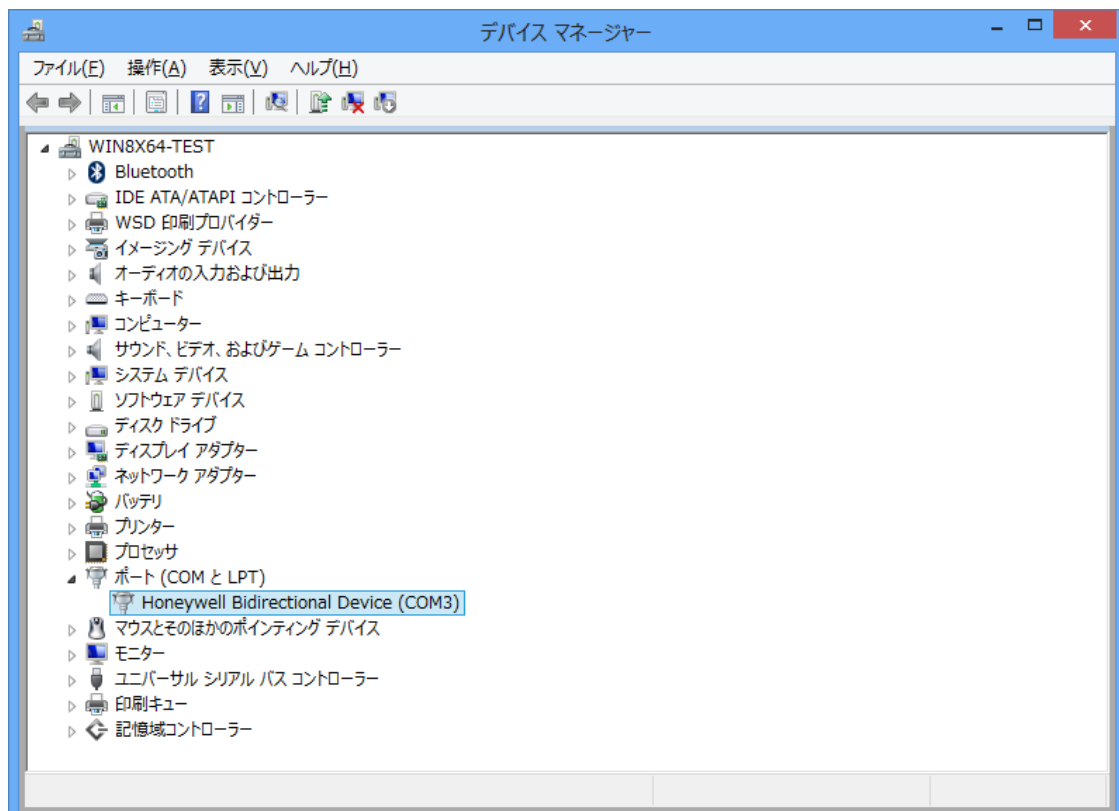 デバイス マネージャー
ファイル(F) 操作(A) 表示(V) ヘルプ(H)
WIN8X64-TEST
Bluetooth
IDE ATA/ATAPI コントローラー
WSD 印刷プロバイダー
イメージング デバイス
オーディオの入力および出力
キーボード
コンピューター
サウンド、ビデオ、およびゲーム コントローラー
システム デバイス
ソフトウェア デバイス
ディスク ドライブ
ディスプレイ アダプター
ネットワーク アダプター
バッテリ
プリンター
プロセッサ
ポート (COM と LPT)
Honeywell Bidirectional Device (COM3)
マウスとそのほかのポインティング デバイス
モニター
ユニバーサル シリアル バス コントローラー
印刷キュー
記憶域コントローラー